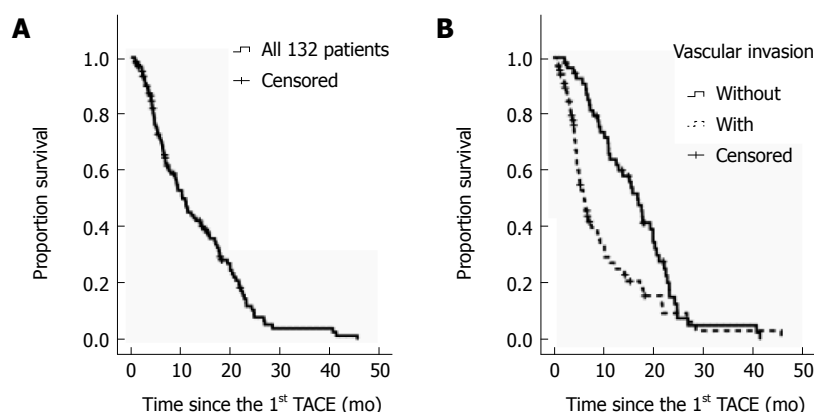 A
All 132 patients
Censored
Proportion survival
1.0
0.8
0.6
0.4
0.2
0.0
0 10 20 30 40 50
Time since the 1st TACE (mo)
B
Vascular invasion
Without
With
Censored
Proportion survival
1.0
0.8
0.6
0.4
0.2
0.0
0 10 20 30 40 50
Time since the 1st TACE (mo)